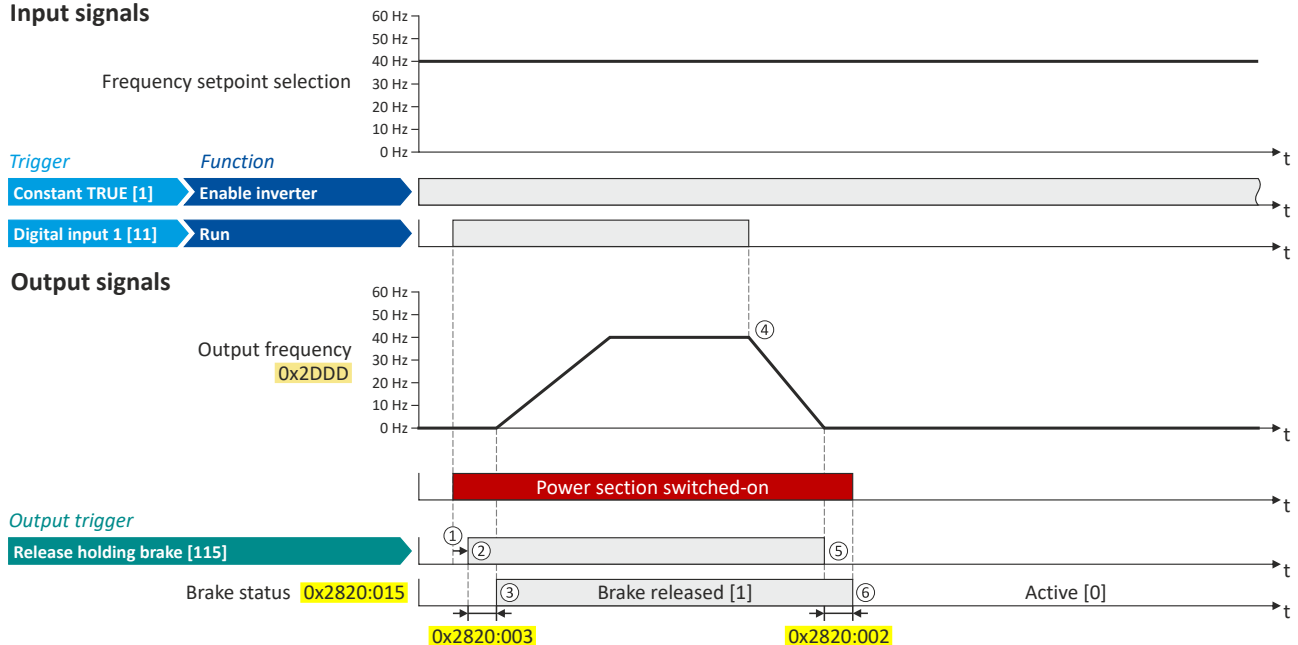 Input signals
60 Hz
50 Hz
40 Hz
30 Hz
20 Hz
10 Hz
0 Hz
Frequency setpoint selection
t
Trigger Function
Constant TRUE [1] Enable inverter
t
Digital input 1 [11] Run
t
Output signals
60 Hz
50 Hz
40 Hz
30 Hz
20 Hz
10 Hz
0 Hz
Output frequency
0x2DDD
④
t
Power section switched-on
t
Output trigger
Release holding brake [115]
① ② ⑤
t
Brake status 0x2820:015
③ Brake released [1] ⑥ Active [0]
t
0x2820:003 0x2820:002